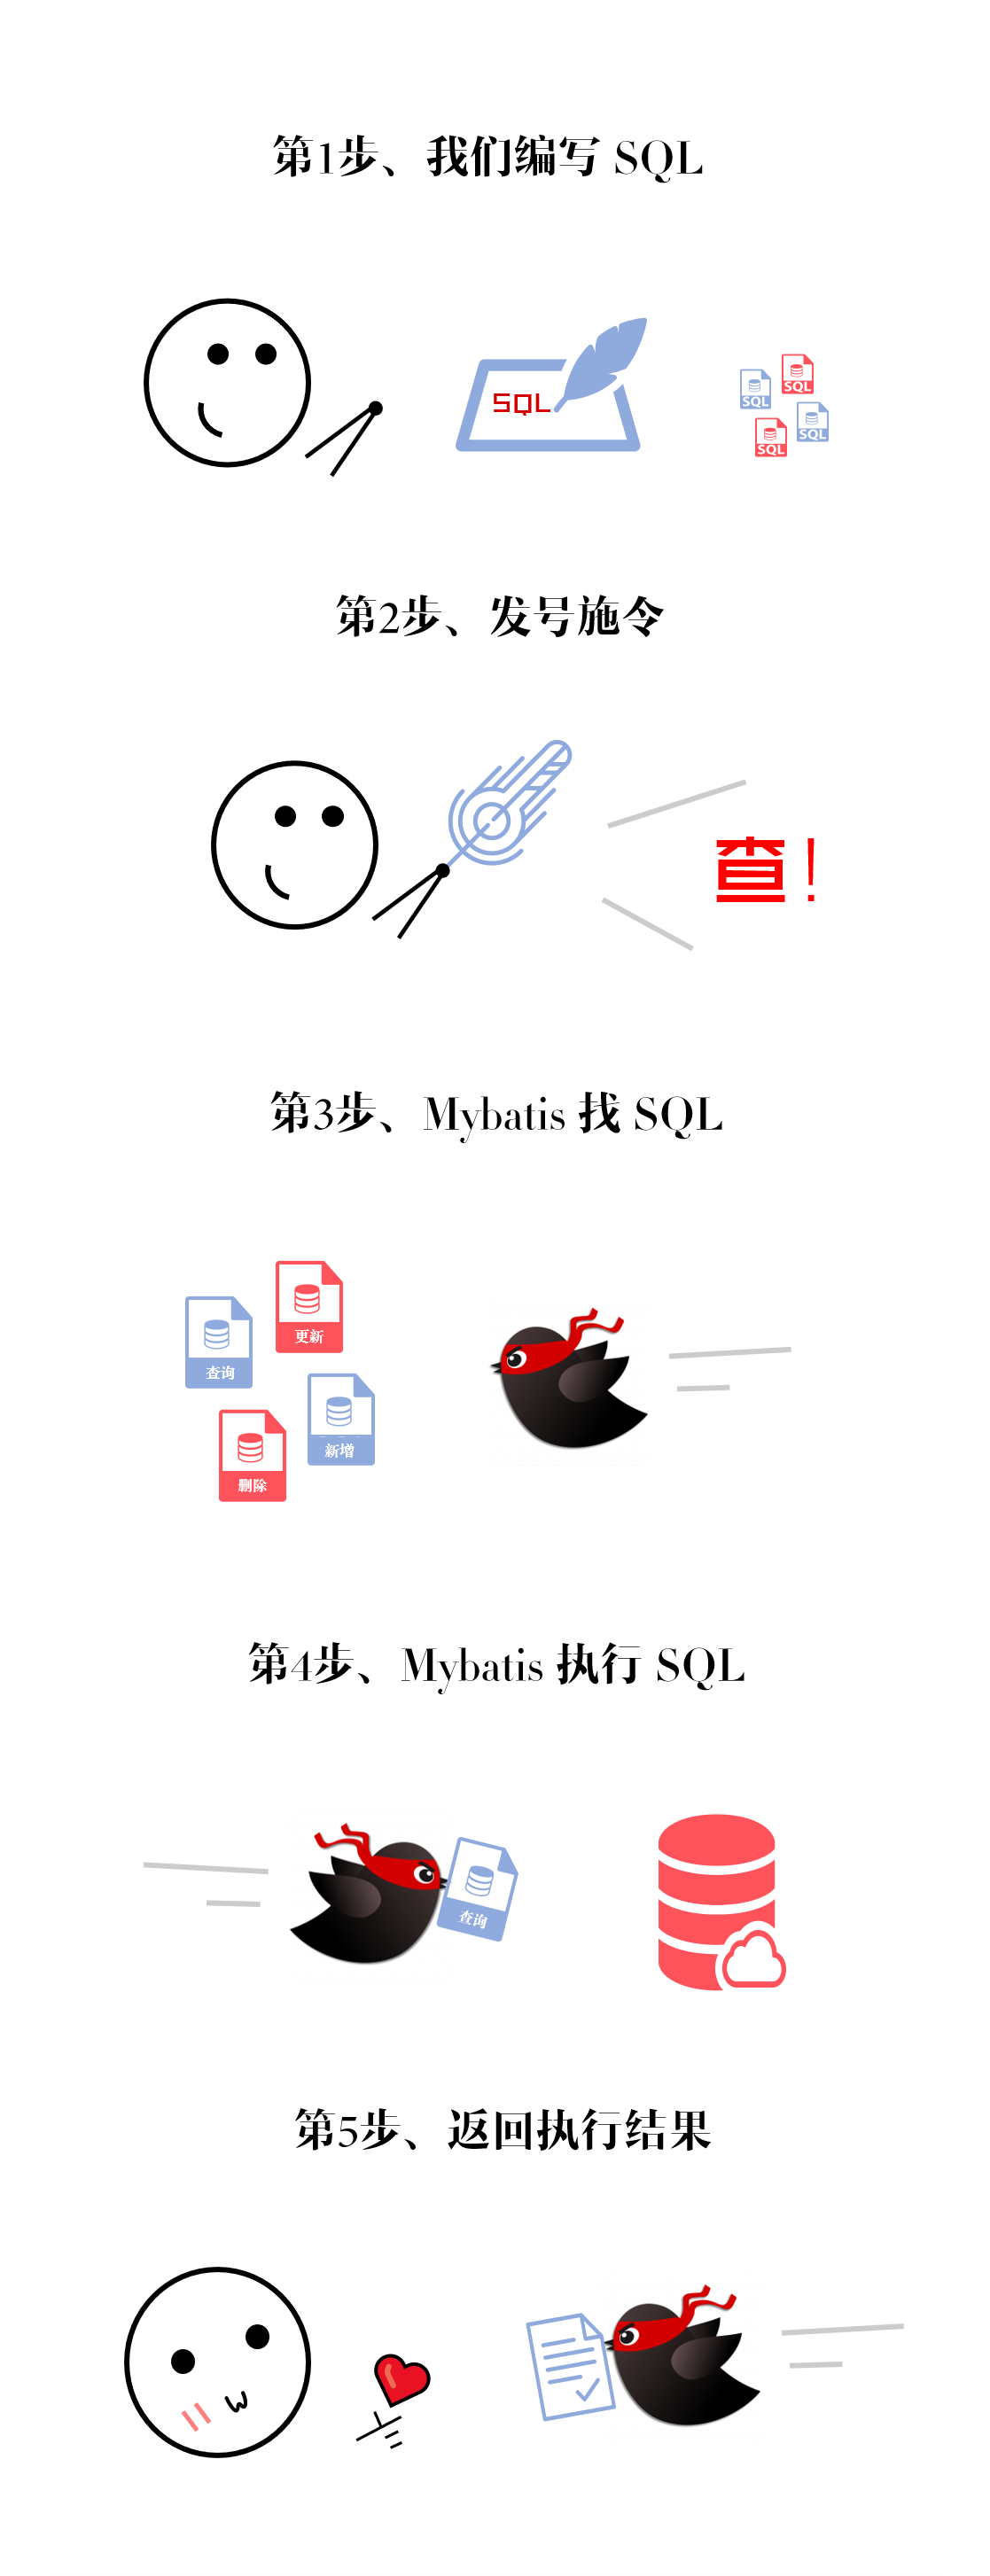 第1步、我们编写 SQL
SQL
SQL
SQL
SQL
SQL
第2步、发号施令
查!
第3步、Mybatis 找 SQL
更新
查询
新增
删除
第4步、Mybatis 执行 SQL
查询
第5步、返回执行结果